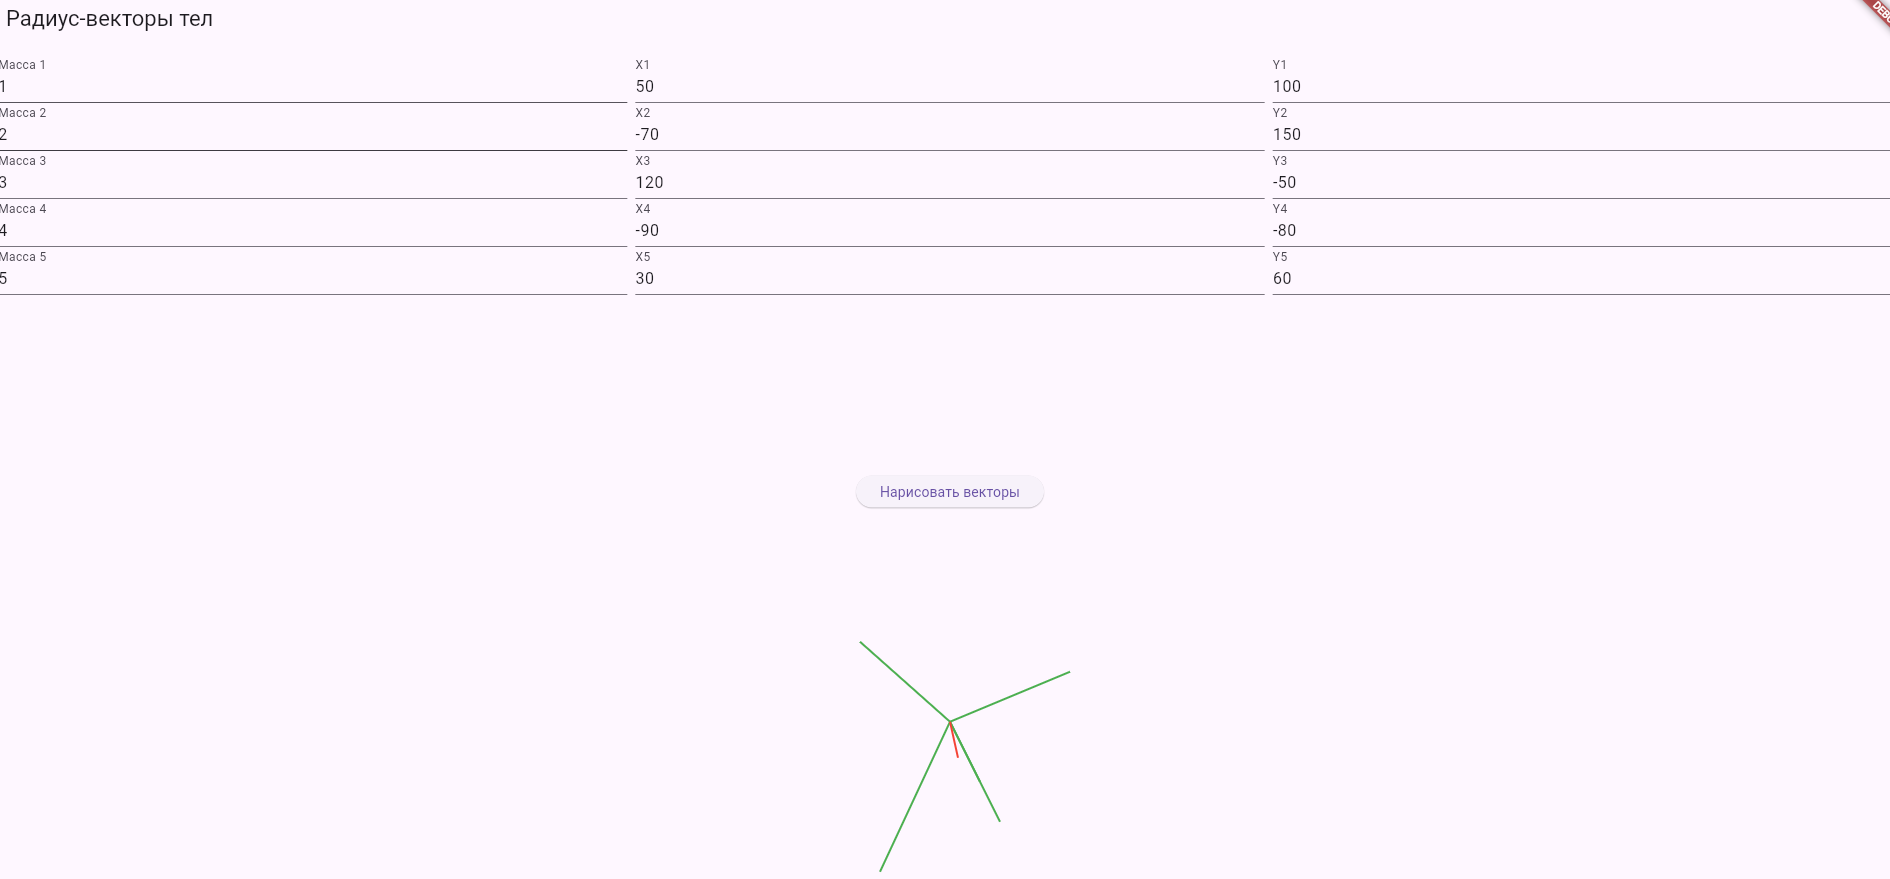 Радиус-векторы тел
Масса 1 X1 Y1
1 50 100
Масса 2 X2 Y2
2 -70 150
Масса 3 X3 Y3
3 120 -50
Масса 4 X4 Y4
4 -90 -80
Масса 5 X5 Y5
5 30 60
Нарисовать векторы